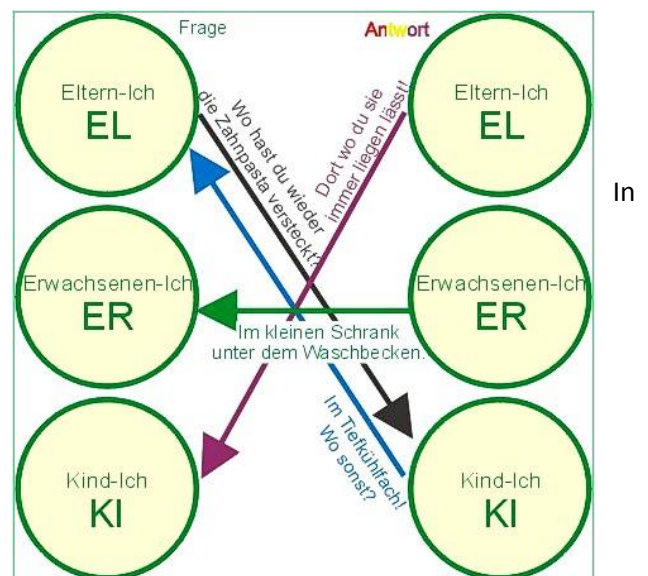 Frage
Antwort
Eltern-Ich
EL
Eltern-Ich
EL
Wo hast du wieder
die Zahnpasta versteckt?
Dort wo du sie
immer liegen lässt!
In
Erwachsenen-Ich
ER
Erwachsenen-Ich
ER
Im kleinen Schrank
unter dem Waschbecken.
Im Tiefkühlfach!
Wo sonst?
Kind-Ich
KI
Kind-Ich
KI